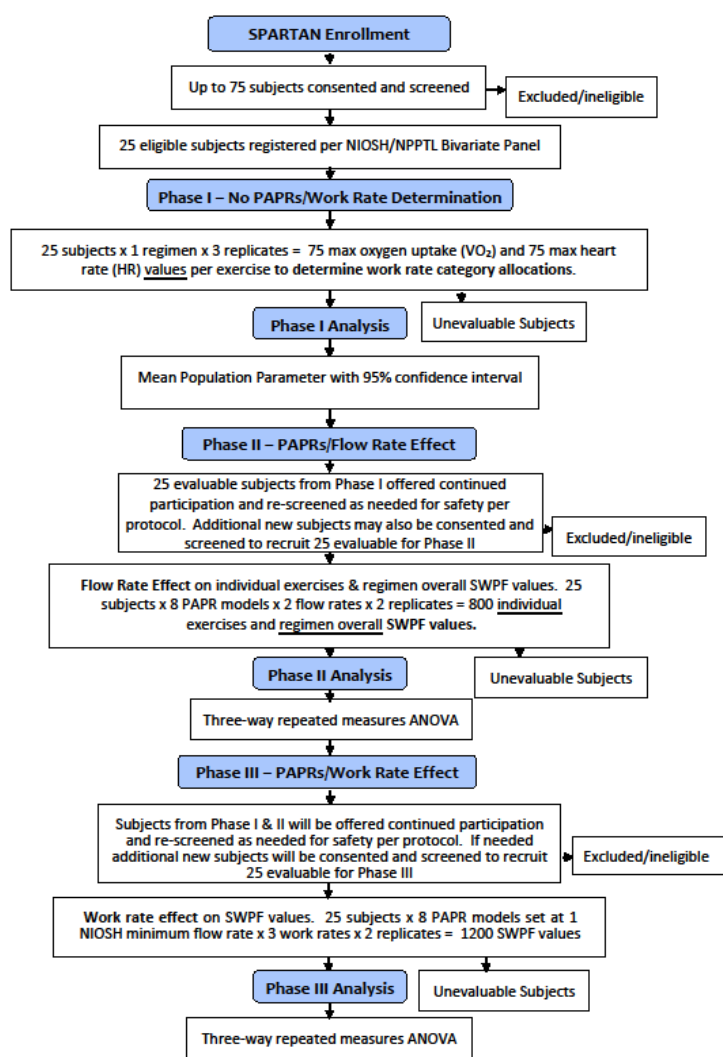 SPARTAN Enrollment
Up to 75 subjects consented and screened
Excluded/ineligible
25 eligible subjects registered per NIOSH/NPPTL Bivariate Panel
Phase I – No PAPRs/Work Rate Determination
25 subjects x 1 regimen x 3 replicates = 75 max oxygen uptake (VO₂) and 75 max heart
rate (HR) values per exercise to determine work rate category allocations.
Phase I Analysis
Unevaluable Subjects
Mean Population Parameter with 95% confidence interval
Phase II – PAPRs/Flow Rate Effect
25 evaluable subjects from Phase I offered continued
participation and re-screened as needed for safety per
protocol. Additional new subjects may also be consented and
screened to recruit 25 evaluable for Phase II
Excluded/ineligible
Flow Rate Effect on individual exercises & regimen overall SWPF values. 25
subjects x 8 PAPR models x 2 flow rates x 2 replicates = 800 individual
exercises and regimen overall SWPF values.
Phase II Analysis
Unevaluable Subjects
Three-way repeated measures ANOVA
Phase III – PAPRs/Work Rate Effect
Subjects from Phase I & II will be offered continued participation
and re-screened as needed for safety per protocol. If needed
additional new subjects will be consented and screened to recruit
25 evaluable for Phase III
Excluded/ineligible
Work rate effect on SWPF values. 25 subjects x 8 PAPR models set at 1
NIOSH minimum flow rate x 3 work rates x 2 replicates = 1200 SWPF values
Phase III Analysis
Unevaluable Subjects
Three-way repeated measures ANOVA